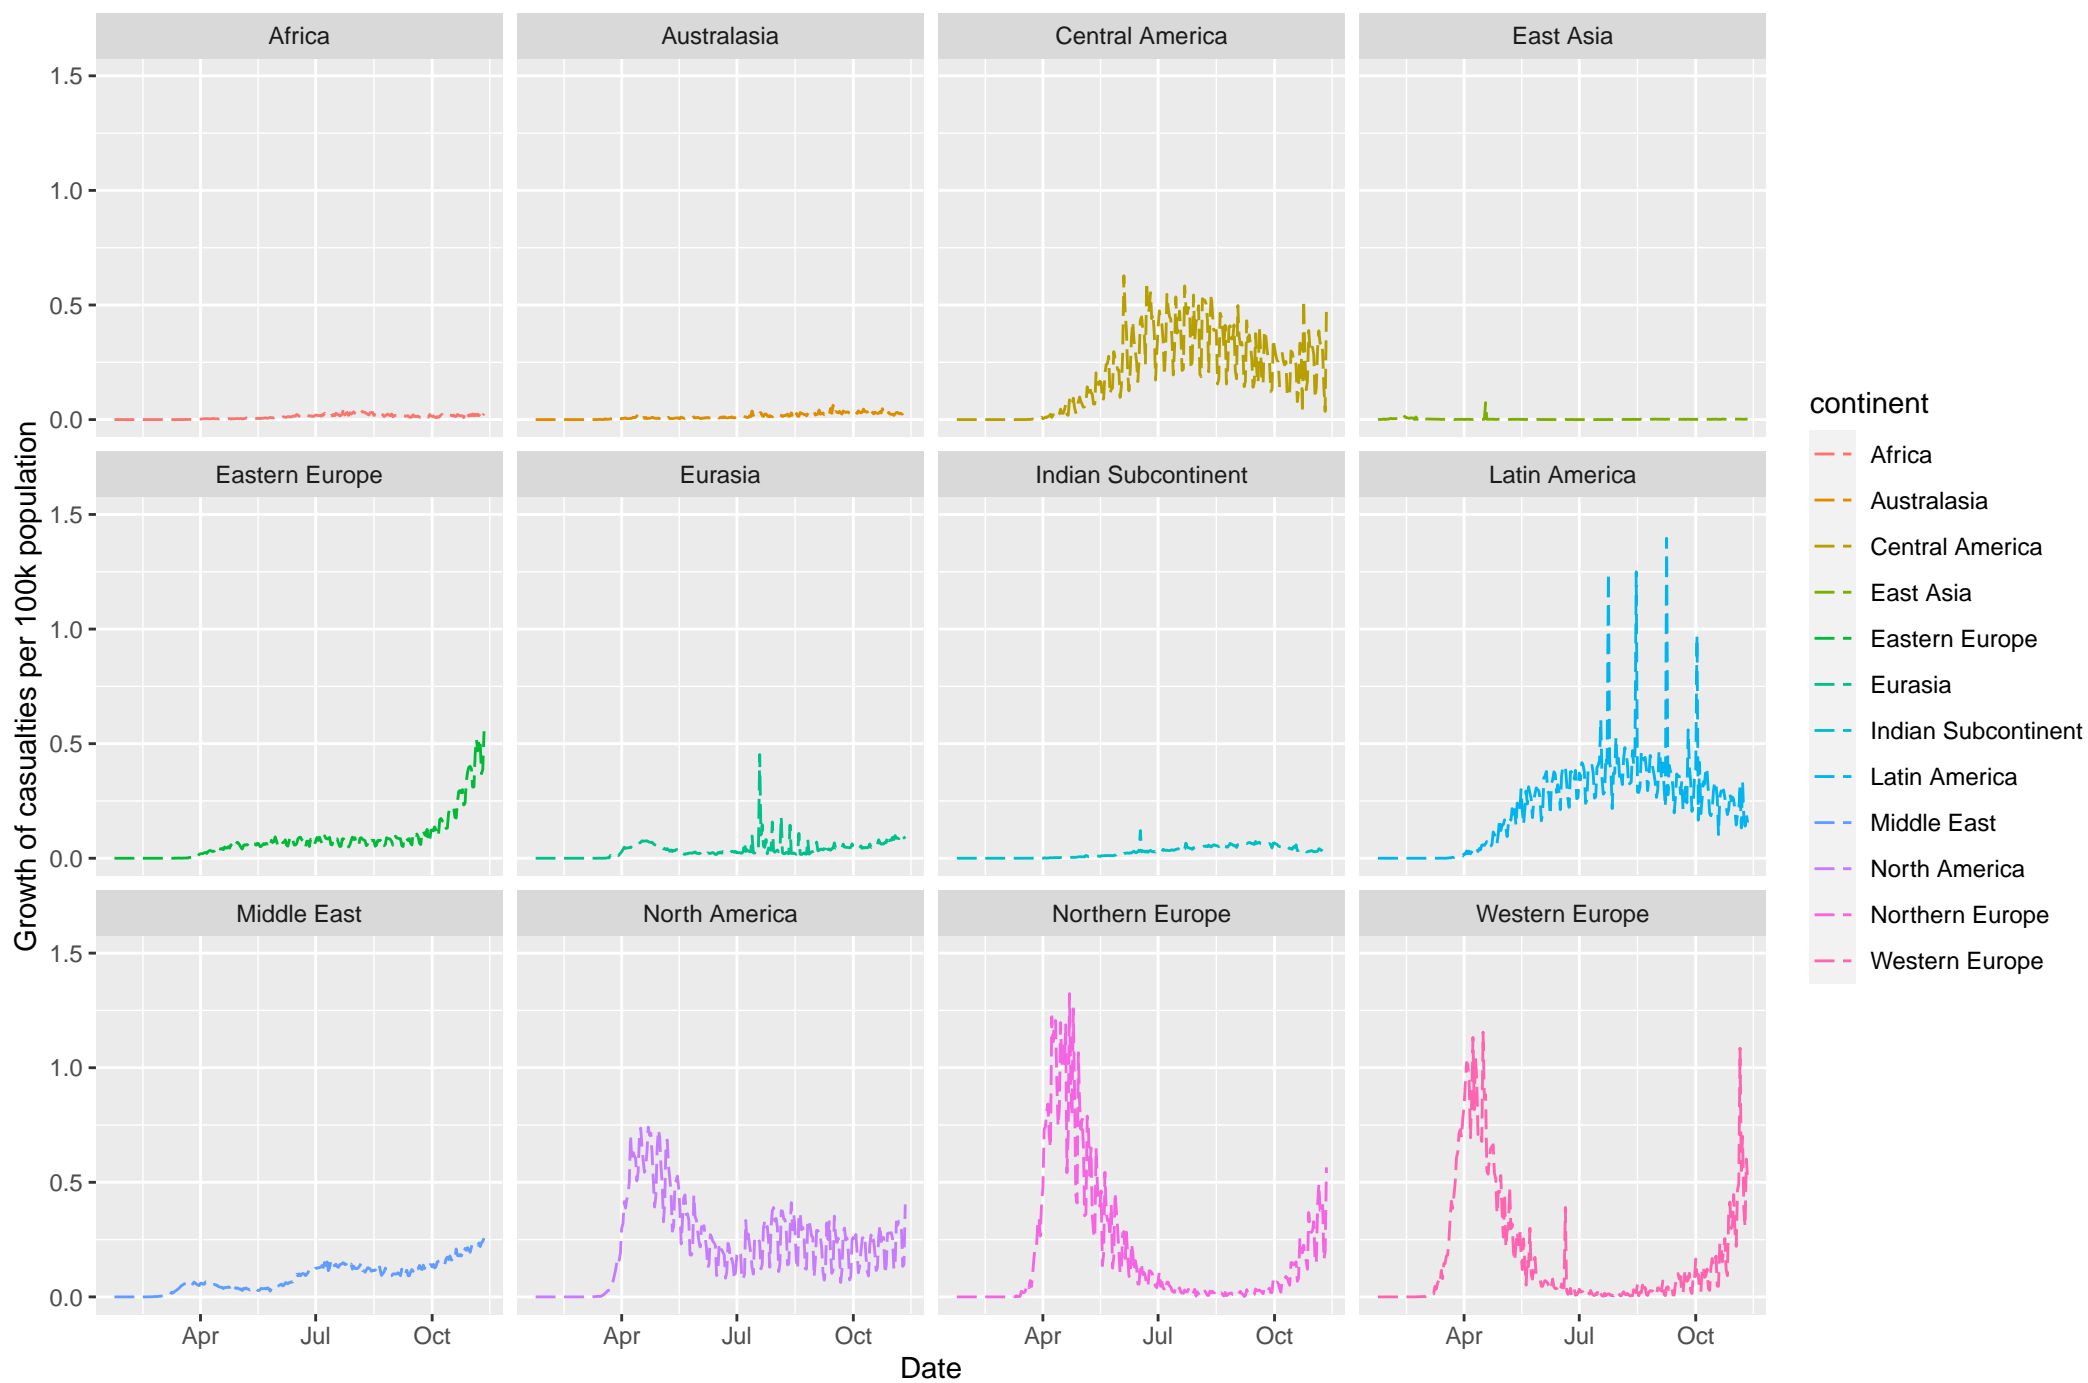 Africa
Australasia
Central America
East Asia
1.5
1.0
0.5
0.0
Eastern Europe
Eurasia
Indian Subcontinent
Latin America
1.5
1.0
0.5
0.0
Middle East
North America
Northern Europe
Western Europe
1.5
1.0
0.5
0.0
Apr Jul Oct
Apr Jul Oct
Apr Jul Oct
Apr Jul Oct
Date
Growth of casualties per 100k population
continent
Africa
Australasia
Central America
East Asia
Eastern Europe
Eurasia
Indian Subcontinent
Latin America
Middle East
North America
Northern Europe
Western Europe